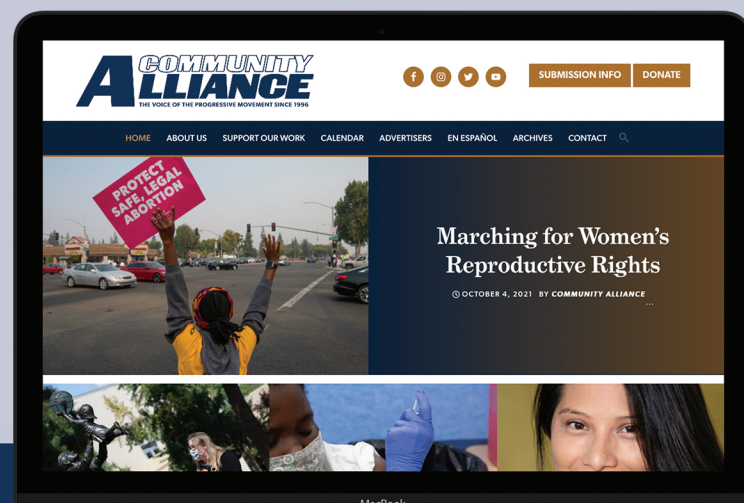 COMMUNITY
ALLIANCE
THE VOICE OF THE PROGRESSIVE MOVEMENT SINCE 1996
SUBMISSION INFO
DONATE
HOME ABOUT US SUPPORT OUR WORK CALENDAR ADVERTISERS EN ESPAÑOL ARCHIVES CONTACT
PROTECT
SAFE, LEGAL
ABORTION
Marching for Women's
Reproductive Rights
OCTOBER 4, 2021 BY COMMUNITY ALLIANCE
...
MacBook